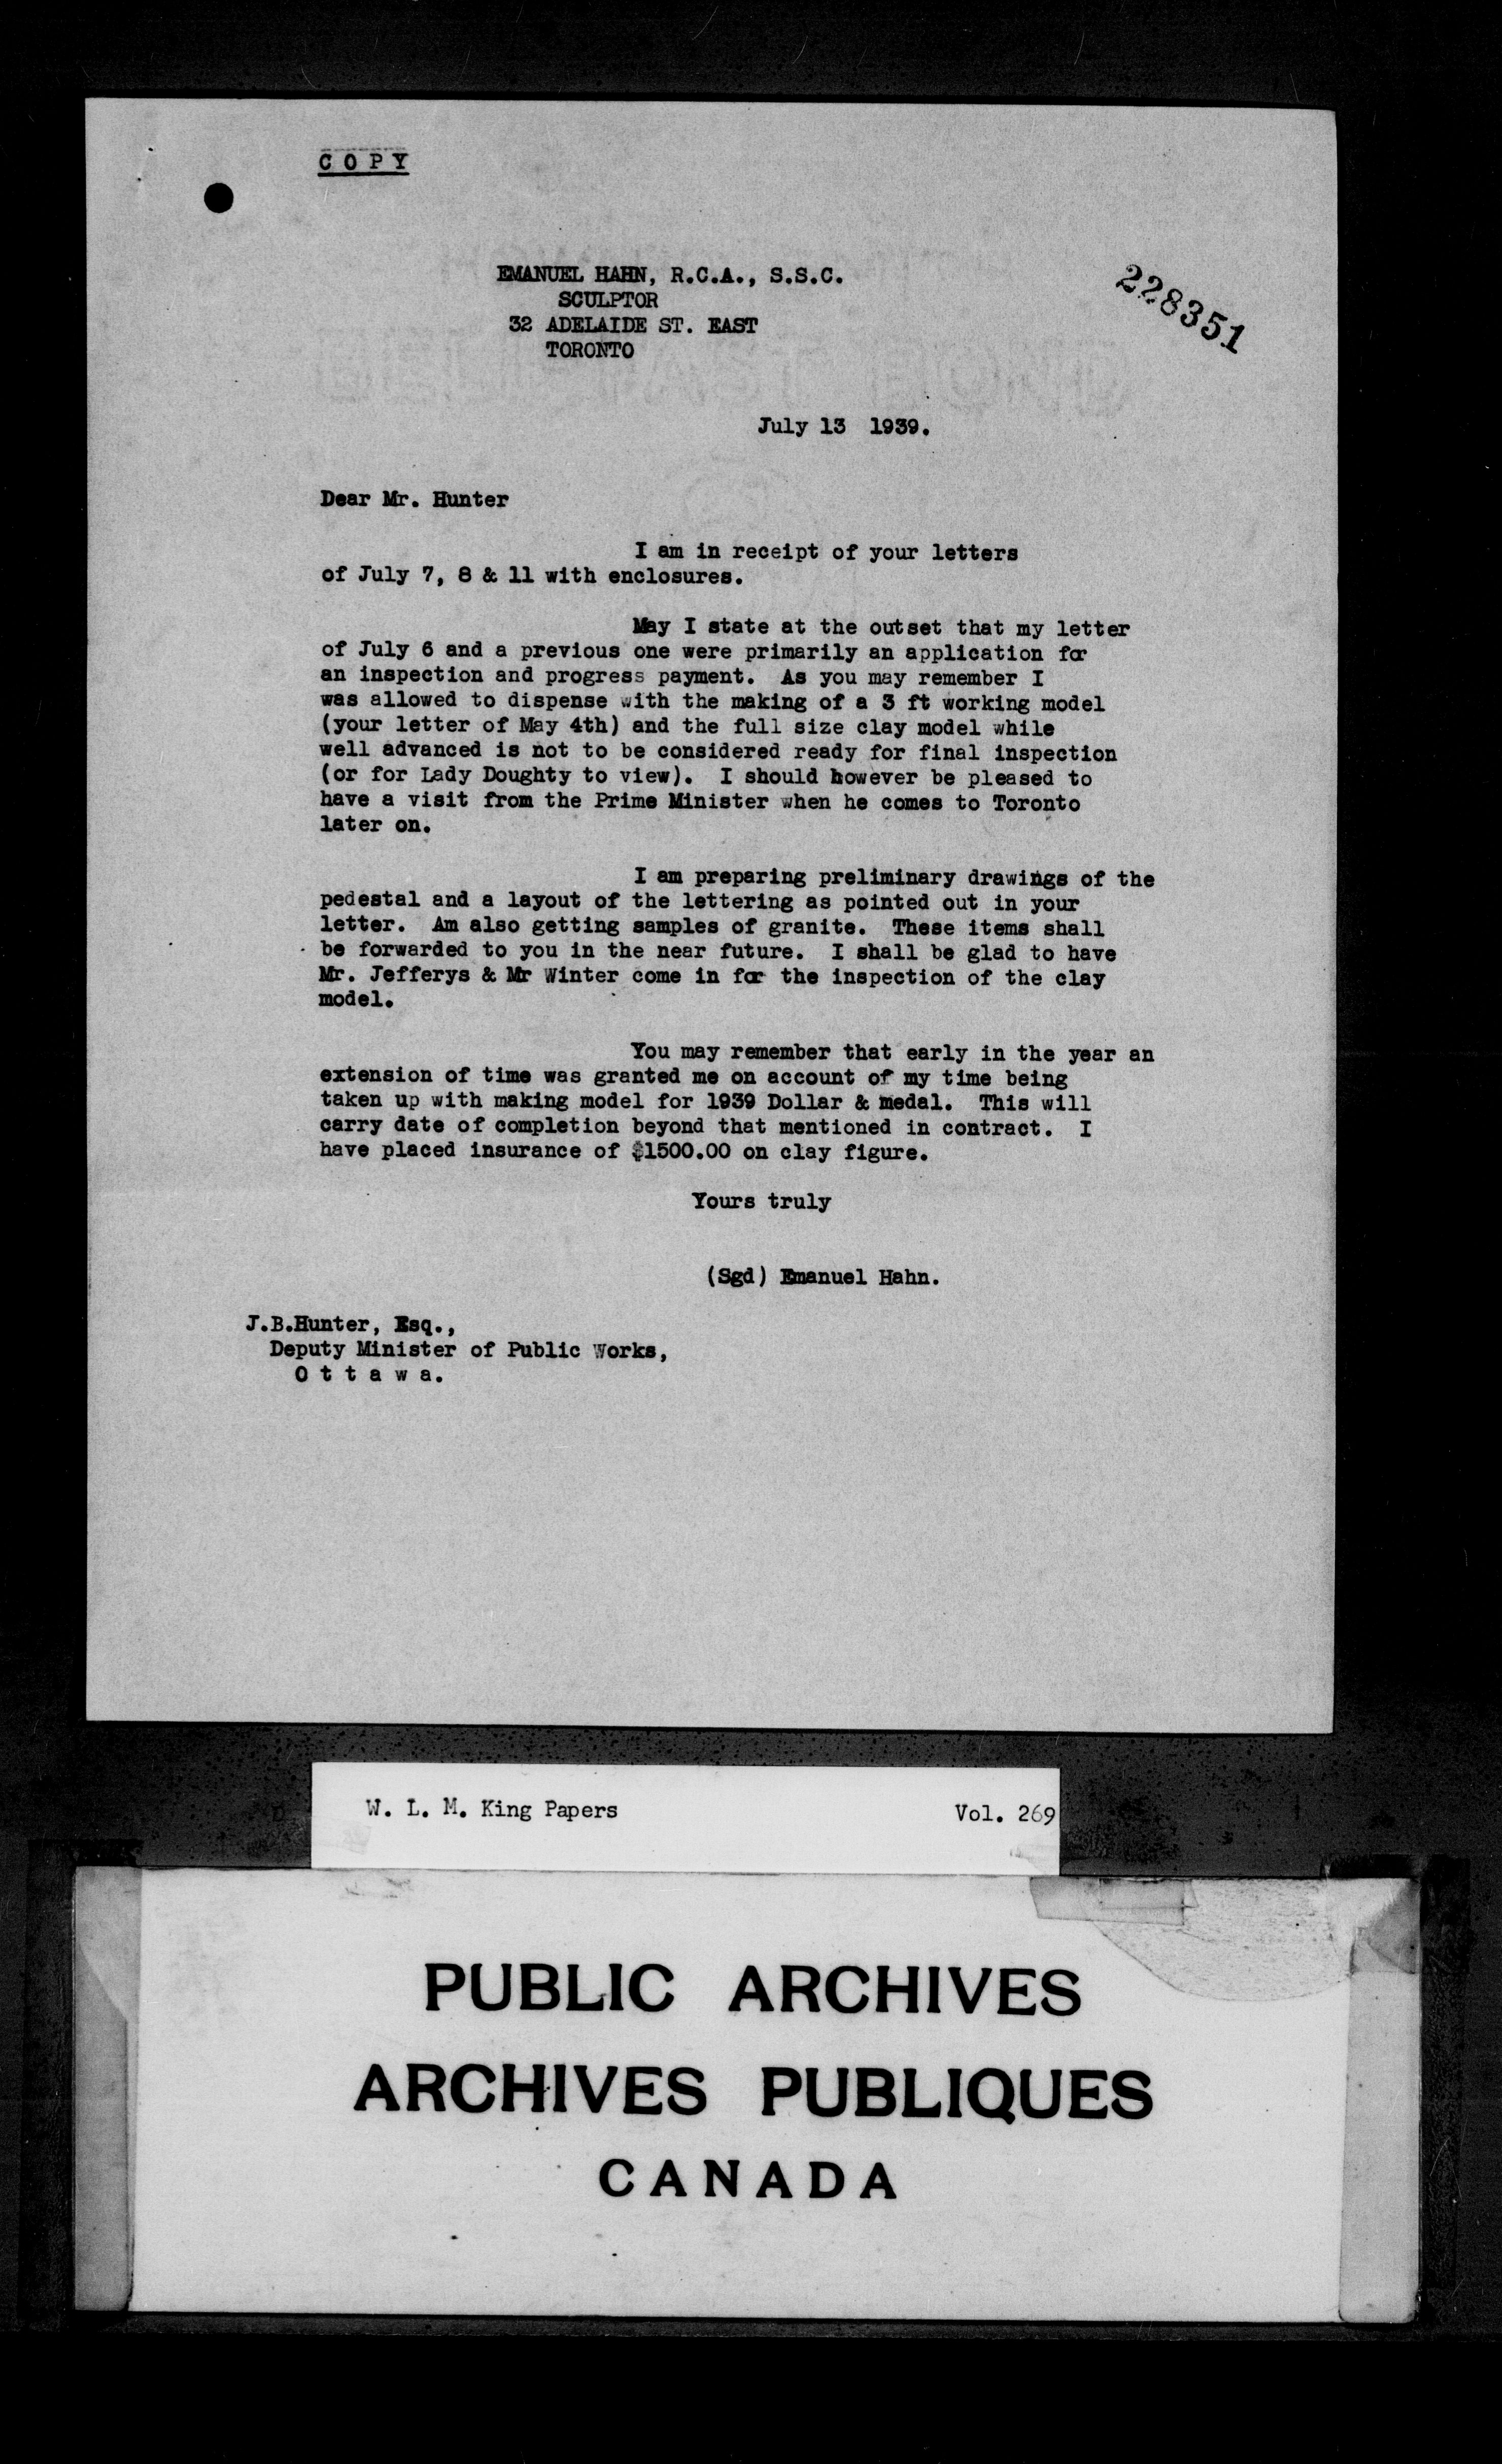 C O P Y
EMANUEL HAHN, R.C.A., S.S.C.
SCULPTOR
32 ADELAIDE ST. EAST
TORONTO
228351
July 13 1939.
Dear Mr. Hunter
I am in receipt of your letters
of July 7, 8 & 11 with enclosures.
May I state at the outset that my letter
of July 6 and a previous one were primarily an application for
an inspection and progress payment. As you may remember I
was allowed to dispense with the making of a 3 ft working model
(your letter of May 4th) and the full size clay model while
well advanced is not to be considered ready for final inspection
(or for Lady Doughty to view). I should however be pleased to
have a visit from the Prime Minister when he comes to Toronto
later on.
I am preparing preliminary drawings of the
pedestal and a layout of the lettering as pointed out in your
letter. Am also getting samples of granite. These items shall
be forwarded to you in the near future. I shall be glad to have
Mr. Jefferys & Mr Winter come in for the inspection of the clay
model.
You may remember that early in the year an
extension of time was granted me on account of my time being
taken up with making model for 1939 Dollar & medal. This will
carry date of completion beyond that mentioned in contract. I
have placed insurance of $1500.00 on clay figure.
Yours truly
(Sgd) Emanuel Hahn.
J.B.Hunter, Esq.,
Deputy Minister of Public Works,
O t t a w a.
W. L. M. King Papers Vol. 269
PUBLIC ARCHIVES
ARCHIVES PUBLIQUES
CANADA